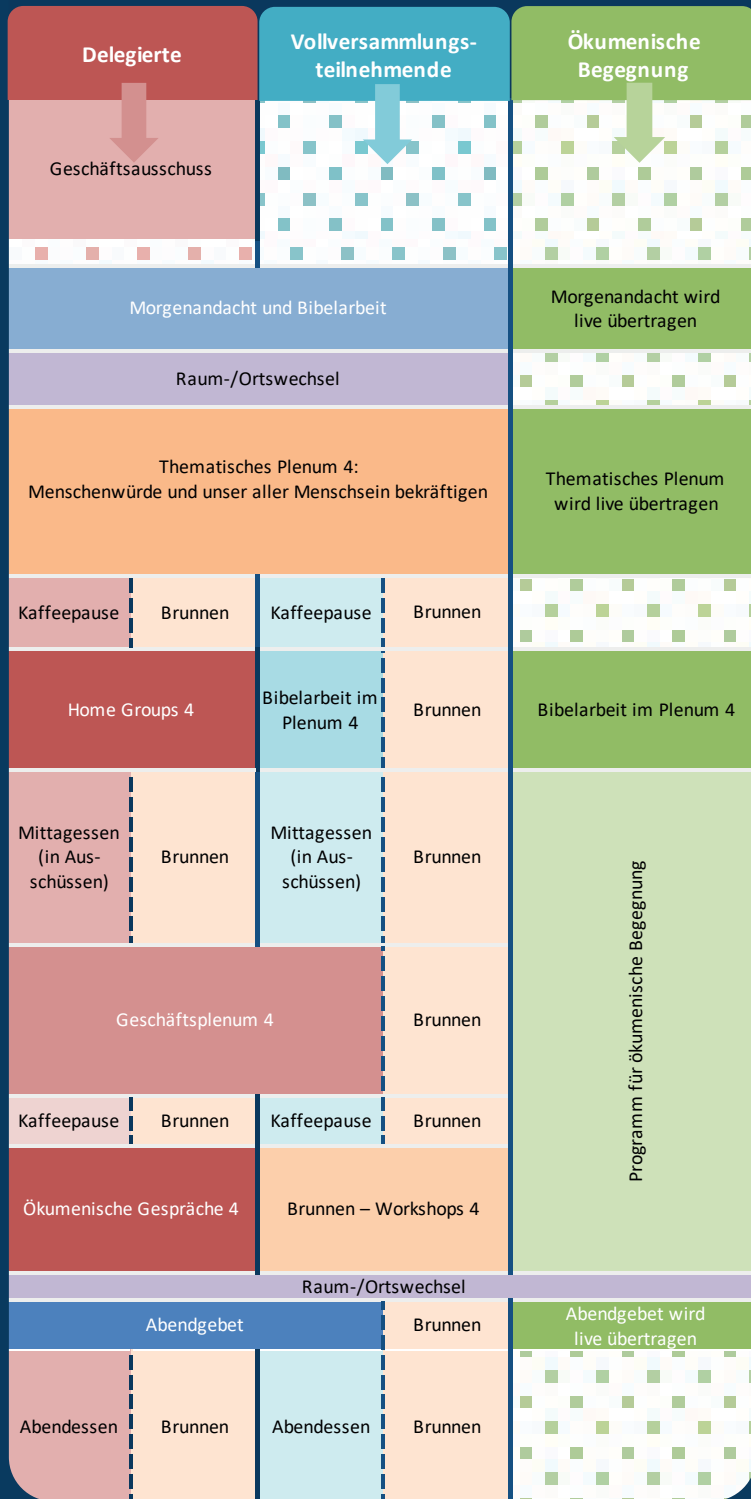 Delegierte
Vollversammlungs-
teilnehmende
Ökumenische
Begegnung
Geschäftsausschuss
Morgenandacht und Bibelarbeit
Morgenandacht wird
live übertragen
Raum-/Ortswechsel
Thematisches Plenum 4:
Menschenwürde und unser aller Menschsein bekräftigen
Thematisches Plenum
wird live übertragen
Kaffeepause
Brunnen
Kaffeepause
Brunnen
Home Groups 4
Bibelarbeit im
Plenum 4
Brunnen
Bibelarbeit im Plenum 4
Mittagessen
(in Aus-
schüssen)
Brunnen
Mittagessen
(in Aus-
schüssen)
Brunnen
Programm für ökumenische Begegnung
Geschäftsplenum 4
Brunnen
Kaffeepause
Brunnen
Kaffeepause
Brunnen
Ökumenische Gespräche 4
Brunnen – Workshops 4
Raum-/Ortswechsel
Abendgebet
Brunnen
Abendgebet wird
live übertragen
Abendessen
Brunnen
Abendessen
Brunnen